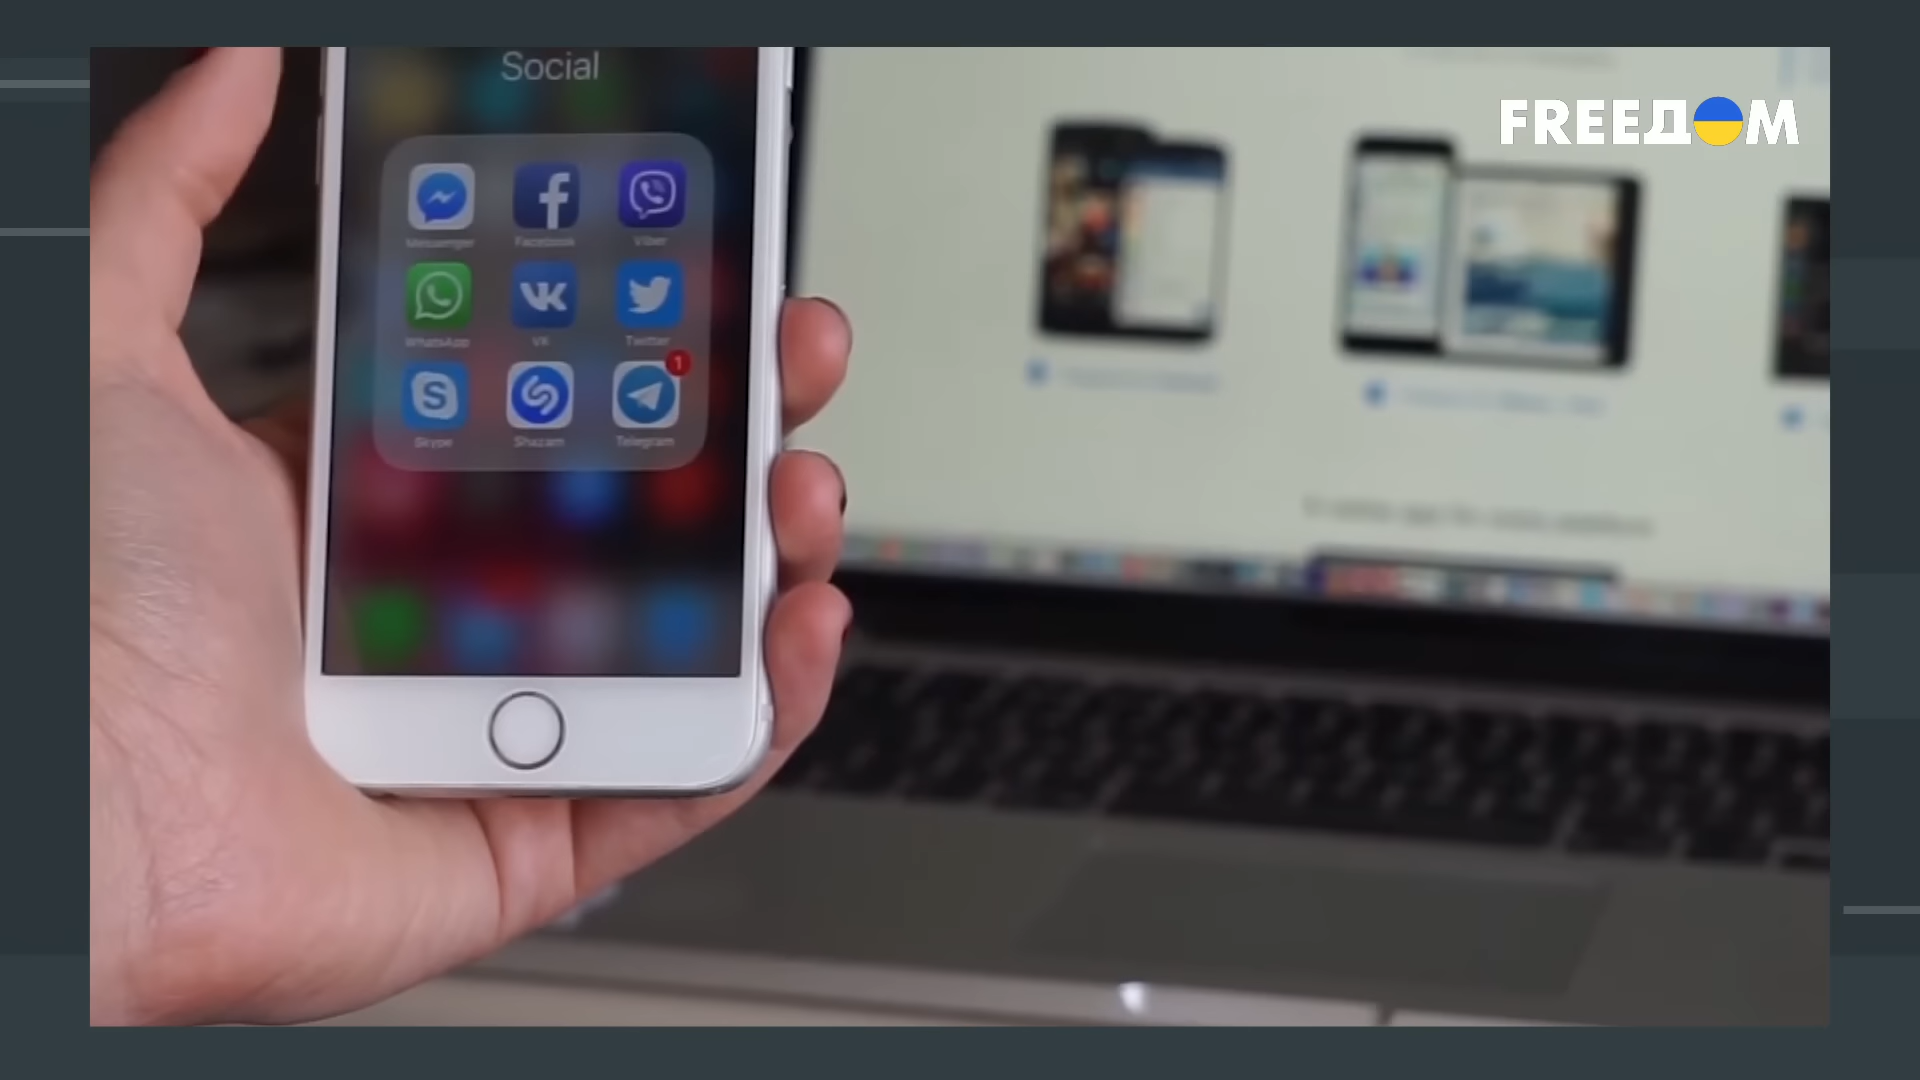 Social
FREEДOM
Messenger Facebook Viber
WhatsApp VK Twitter
1
Skype Shazam Telegram